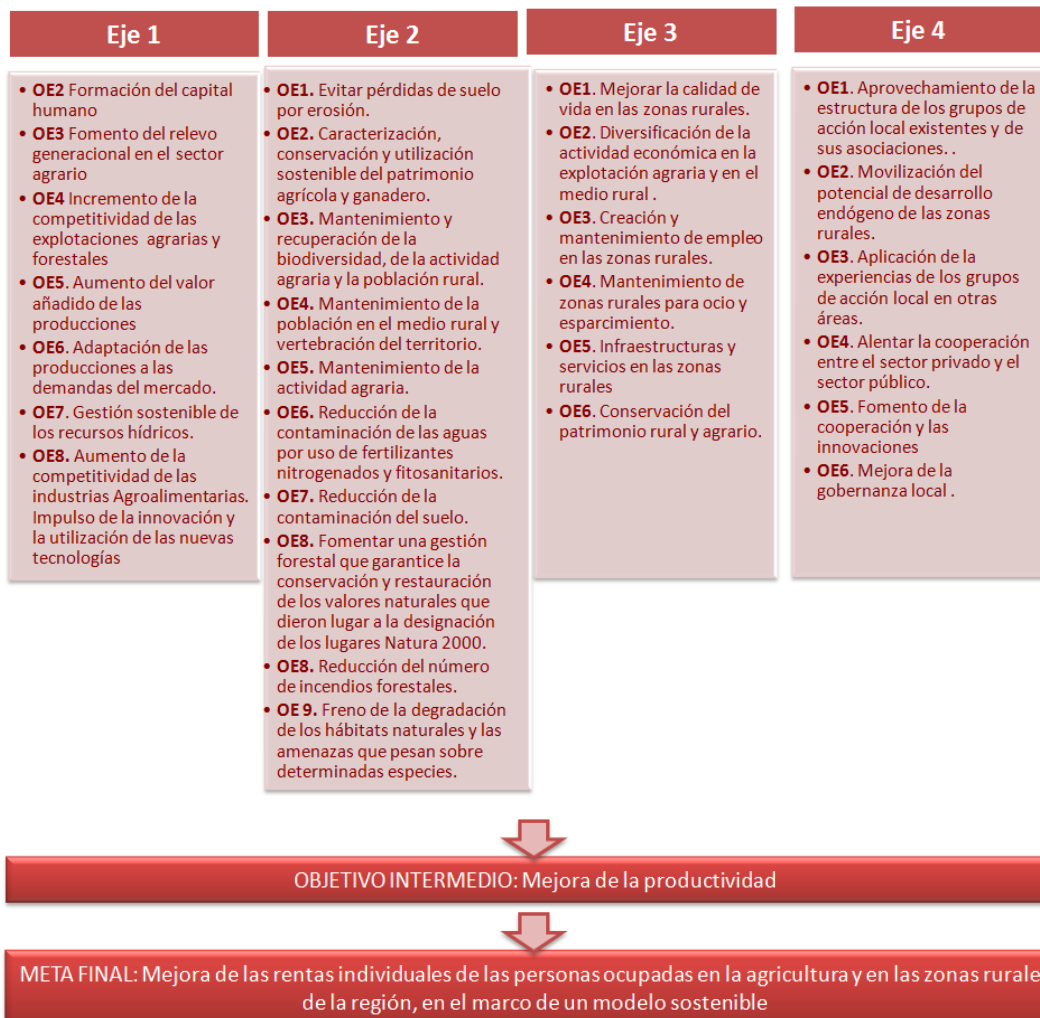 Eje 1
• OE2 Formación del capital
humano
• OE3 Fomento del relevo
generacional en el sector
agrario
• OE4 Incremento de la
competitividad de las
explotaciones agrarias y
forestales
• OE5. Aumento del valor
añadido de las
producciones
• OE6. Adaptación de las
producciones a las
demandas del mercado.
• OE7. Gestión sostenible de
los recursos hídricos.
• OE8. Aumento de la
competitividad de las
industrias Agroalimentarias.
Impulso de la innovación y
la utilización de las nuevas
tecnologías
Eje 2
• OE1. Evitar pérdidas de suelo
por erosión.
• OE2. Caracterización,
conservación y utilización
sostenible del patrimonio
agrícola y ganadero.
• OE3. Mantenimiento y
recuperación de la
biodiversidad, de la actividad
agraria y la población rural.
• OE4. Mantenimiento de la
población en el medio rural y
vertebración del territorio.
• OE5. Mantenimiento de la
actividad agraria.
• OE6. Reducción de la
contaminación de las aguas
por uso de fertilizantes
nitrogenados y fitosanitarios.
• OE7. Reducción de la
contaminación del suelo.
• OE8. Fomentar una gestión
forestal que garantice la
conservación y restauración
de los valores naturales que
dieron lugar a la designación
de los lugares Natura 2000.
• OE8. Reducción del número
de incendios forestales.
• OE 9. Freno de la degradación
de los hábitats naturales y las
amenazas que pesan sobre
determinadas especies.
Eje 3
• OE1. Mejorar la calidad de
vida en las zonas rurales.
• OE2. Diversificación de la
actividad económica en la
explotación agraria y en el
medio rural .
• OE3. Creación y
mantenimiento de empleo
en las zonas rurales.
• OE4. Mantenimiento de
zonas rurales para ocio y
esparcimiento.
• OE5. Infraestructuras y
servicios en las zonas
rurales
• OE6. Conservación del
patrimonio rural y agrario.
Eje 4
• OE1. Aprovechamiento de la
estructura de los grupos de
acción local existentes y de
sus asociaciones. .
• OE2. Movilización del
potencial de desarrollo
endógeno de las zonas
rurales.
• OE3. Aplicación de la
experiencias de los grupos
de acción local en otras
áreas.
• OE4. Alentar la cooperación
entre el sector privado y el
sector público.
• OE5. Fomento de la
cooperación y las
innovaciones
• OE6. Mejora de la
gobernanza local .
OBJETIVO INTERMEDIO: Mejora de la productividad
META FINAL: Mejora de las rentas individuales de las personas ocupadas en la agricultura y en las zonas rurale
de la región, en el marco de un modelo sostenible